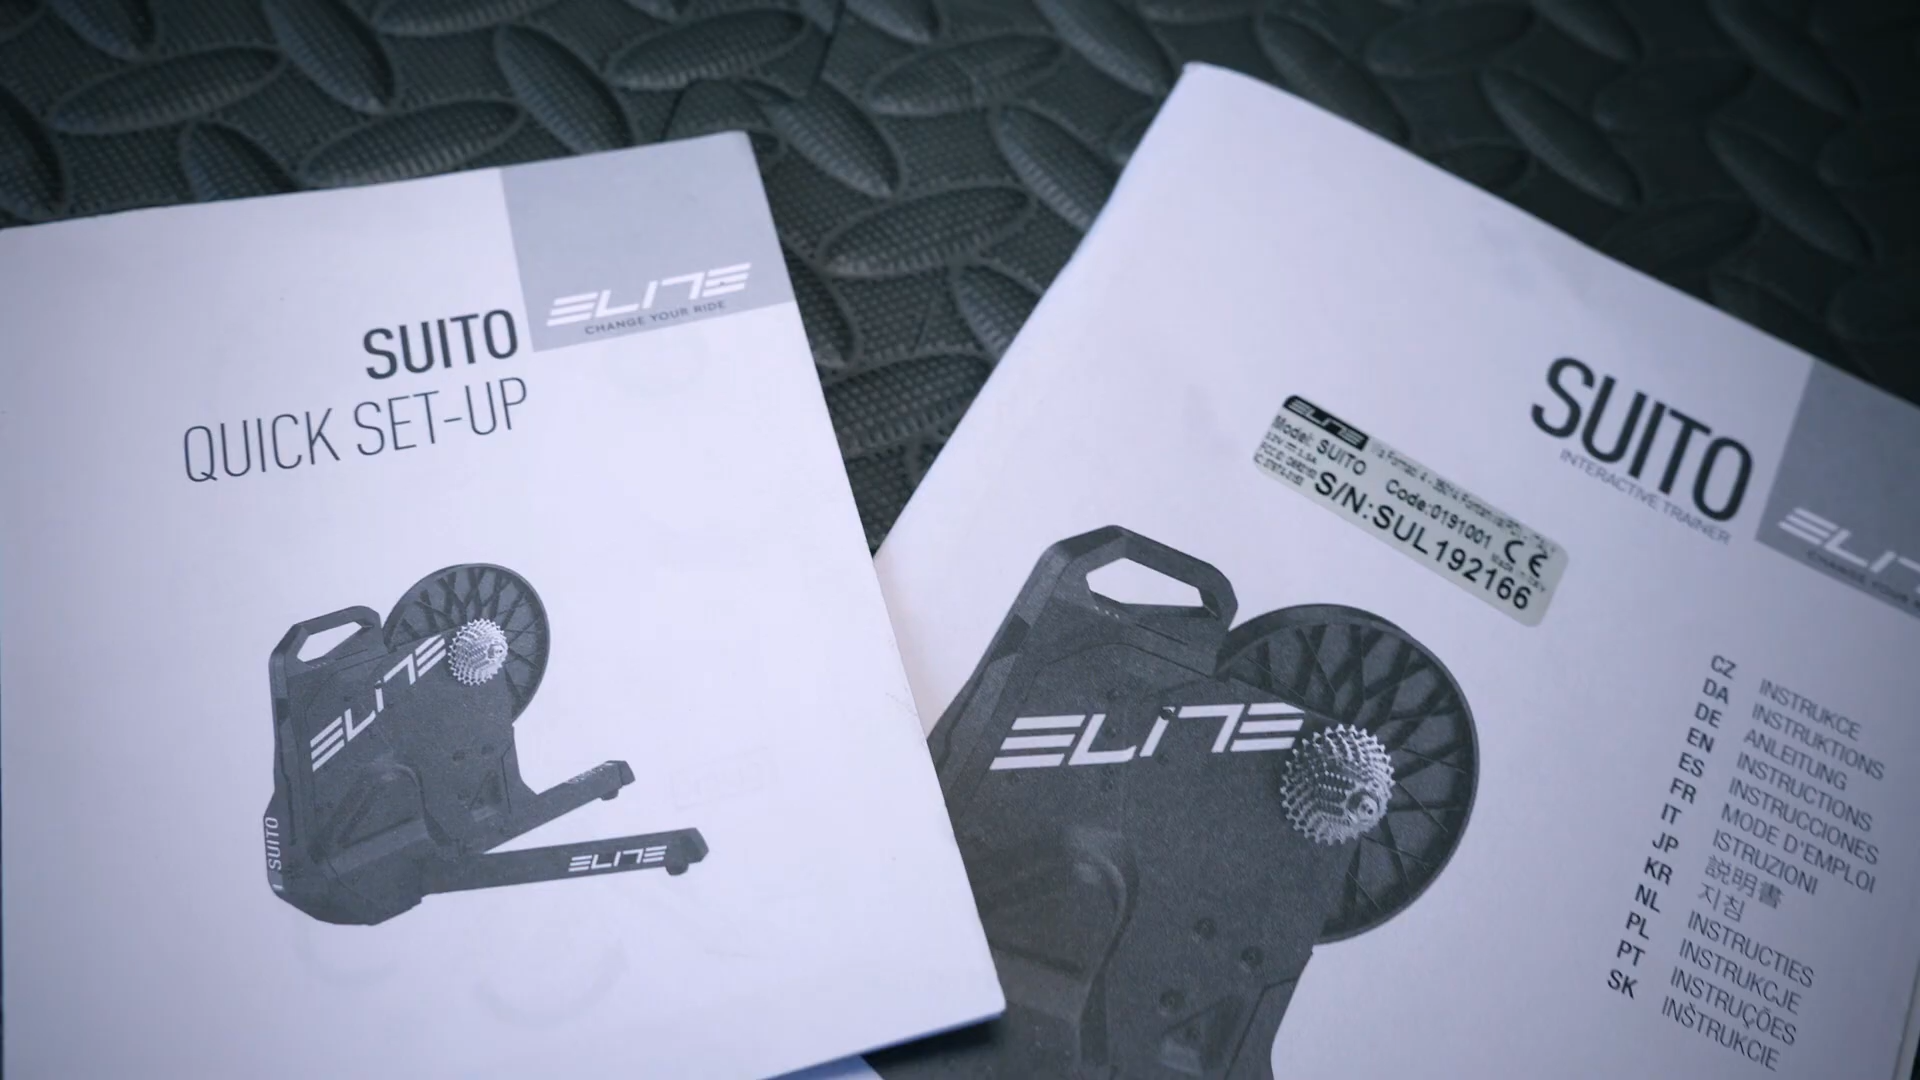 ELITE
CHANGE YOUR RIDE
SUITO
QUICK SET-UP
ELITE
ELITE
SUITO
SUITO
INTERACTIVE TRAINER
ELITE
Model: SUITO
Code:0191001 CE
S/N:SUL192166
ELITE
CZ INSTRUKCE
DA INSTRUKTIONS
DE ANLEITUNG
EN INSTRUCTIONS
ES INSTRUCCIONES
FR MODE D'EMPLOI
IT ISTRUZIONI
JP 説明書
KR 지침
NL INSTRUCTIES
PL INSTRUKCJE
PT INSTRUÇÕES
SK INŠTRUKCIE